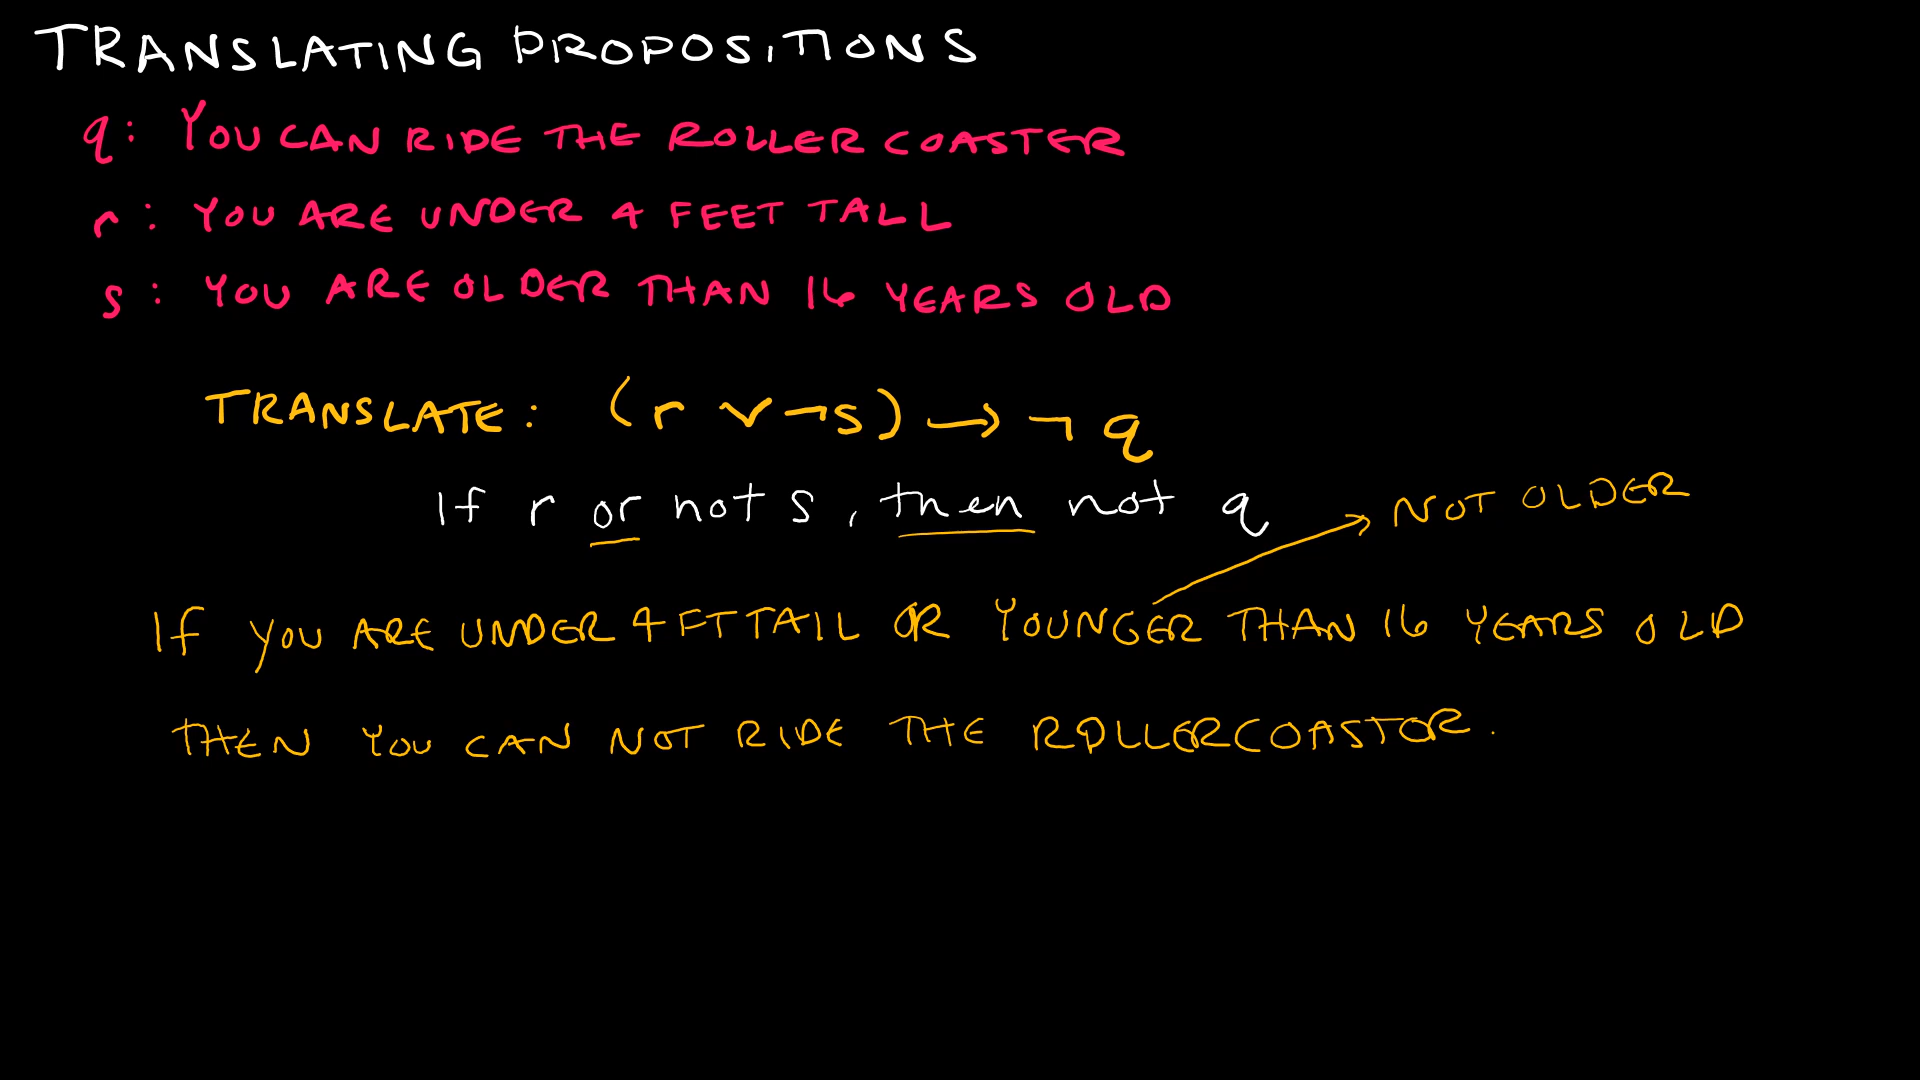 TRANSLATING PROPOSITIONS
q: YOU CAN RIDE THE ROLLER COASTER
r: YOU ARE UNDER 4 FEET TALL
s: YOU ARE OLDER THAN 16 YEARS OLD
TRANSLATE: (r ∨ ¬s) → ¬q
If r or not s, then not q
NOT OLDER
If you ARE UNDER 4 FT TALL OR YOUNGER THAN 16 YEARS OLD
THEN YOU CAN NOT RIDE THE ROLLERCOASTOR.